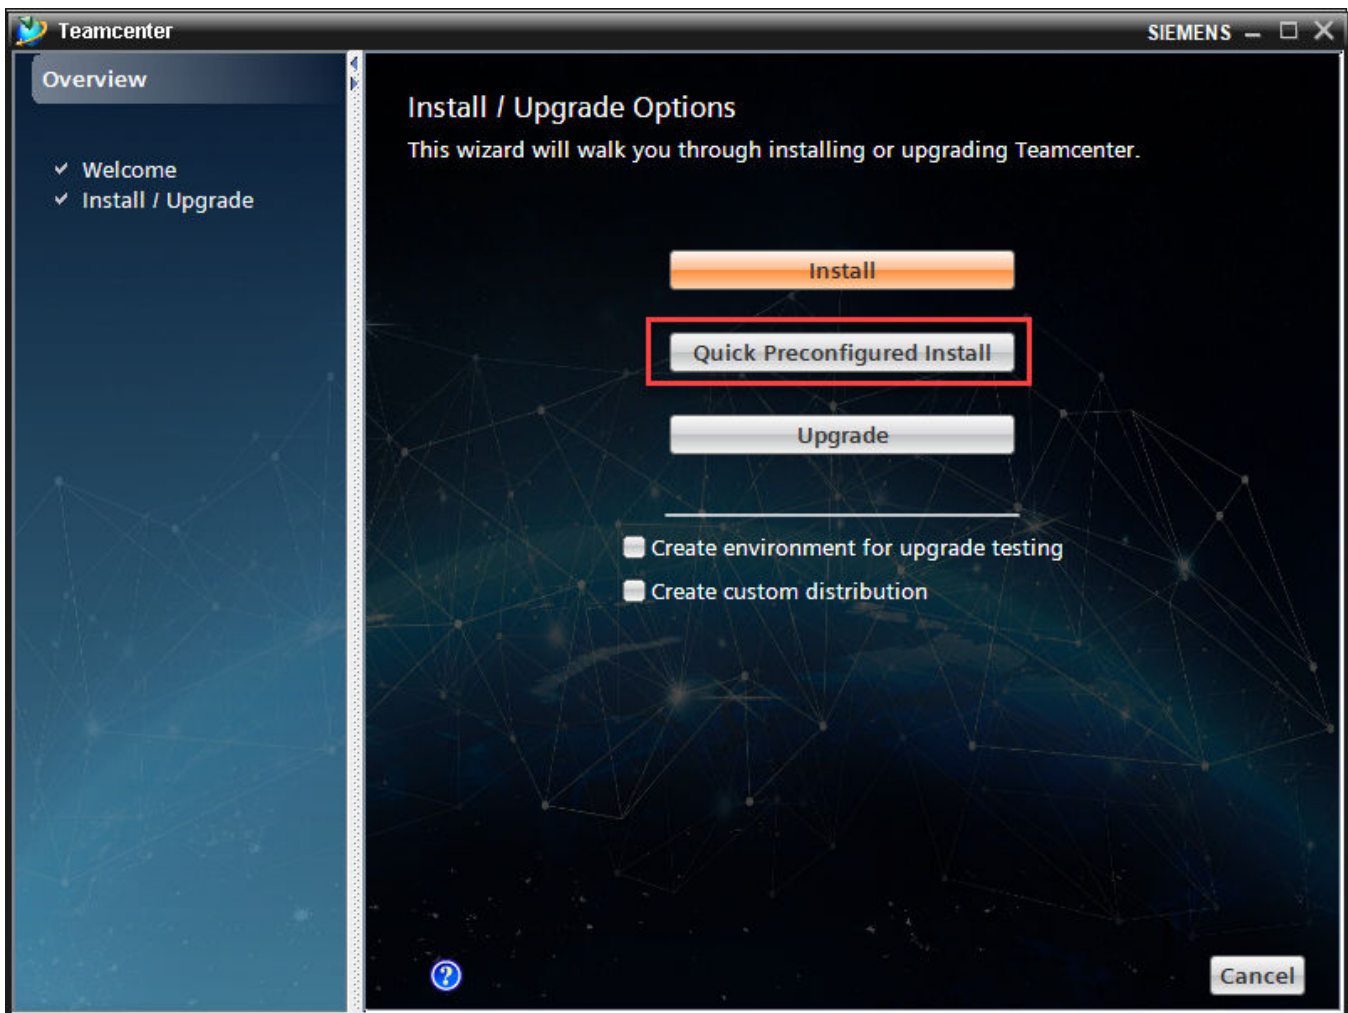 Teamcenter
SIEMENS
Overview
Welcome
Install / Upgrade
Install / Upgrade Options
This wizard will walk you through installing or upgrading Teamcenter.
Install
Quick Preconfigured Install
Upgrade
Create environment for upgrade testing
Create custom distribution
?
Cancel